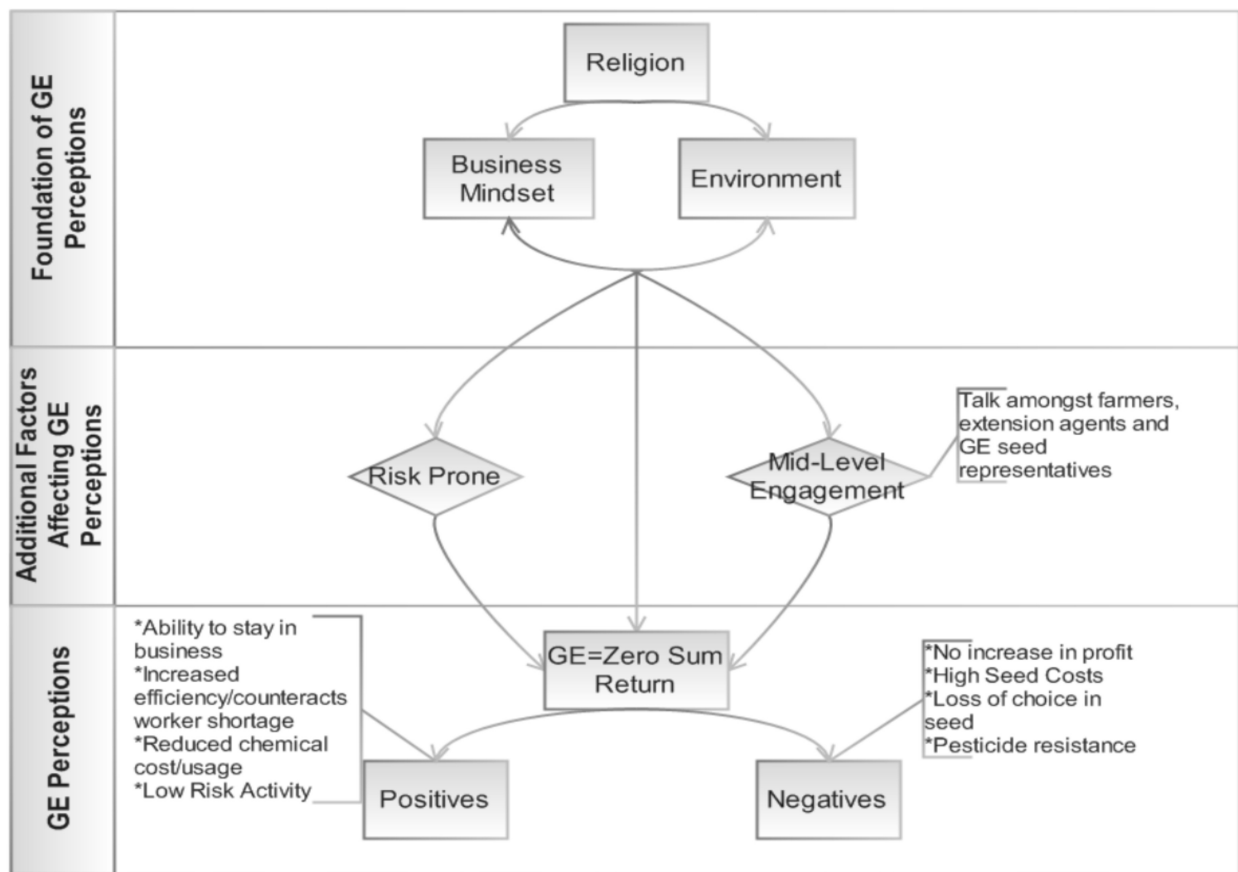 Foundation of GE
Perceptions
Religion
Business
Mindset
Environment
Additional Factors
Affecting GE
Perceptions
Risk Prone
Mid-Level
Engagement
Talk amongst farmers,
extension agents and
GE seed
representatives
GE Perceptions
*Ability to stay in
business
*Increased
efficiency/counteracts
worker shortage
*Reduced chemical
cost/usage
*Low Risk Activity
GE=Zero Sum
Return
*No increase in profit
*High Seed Costs
*Loss of choice in
seed
*Pesticide resistance
Positives
Negatives